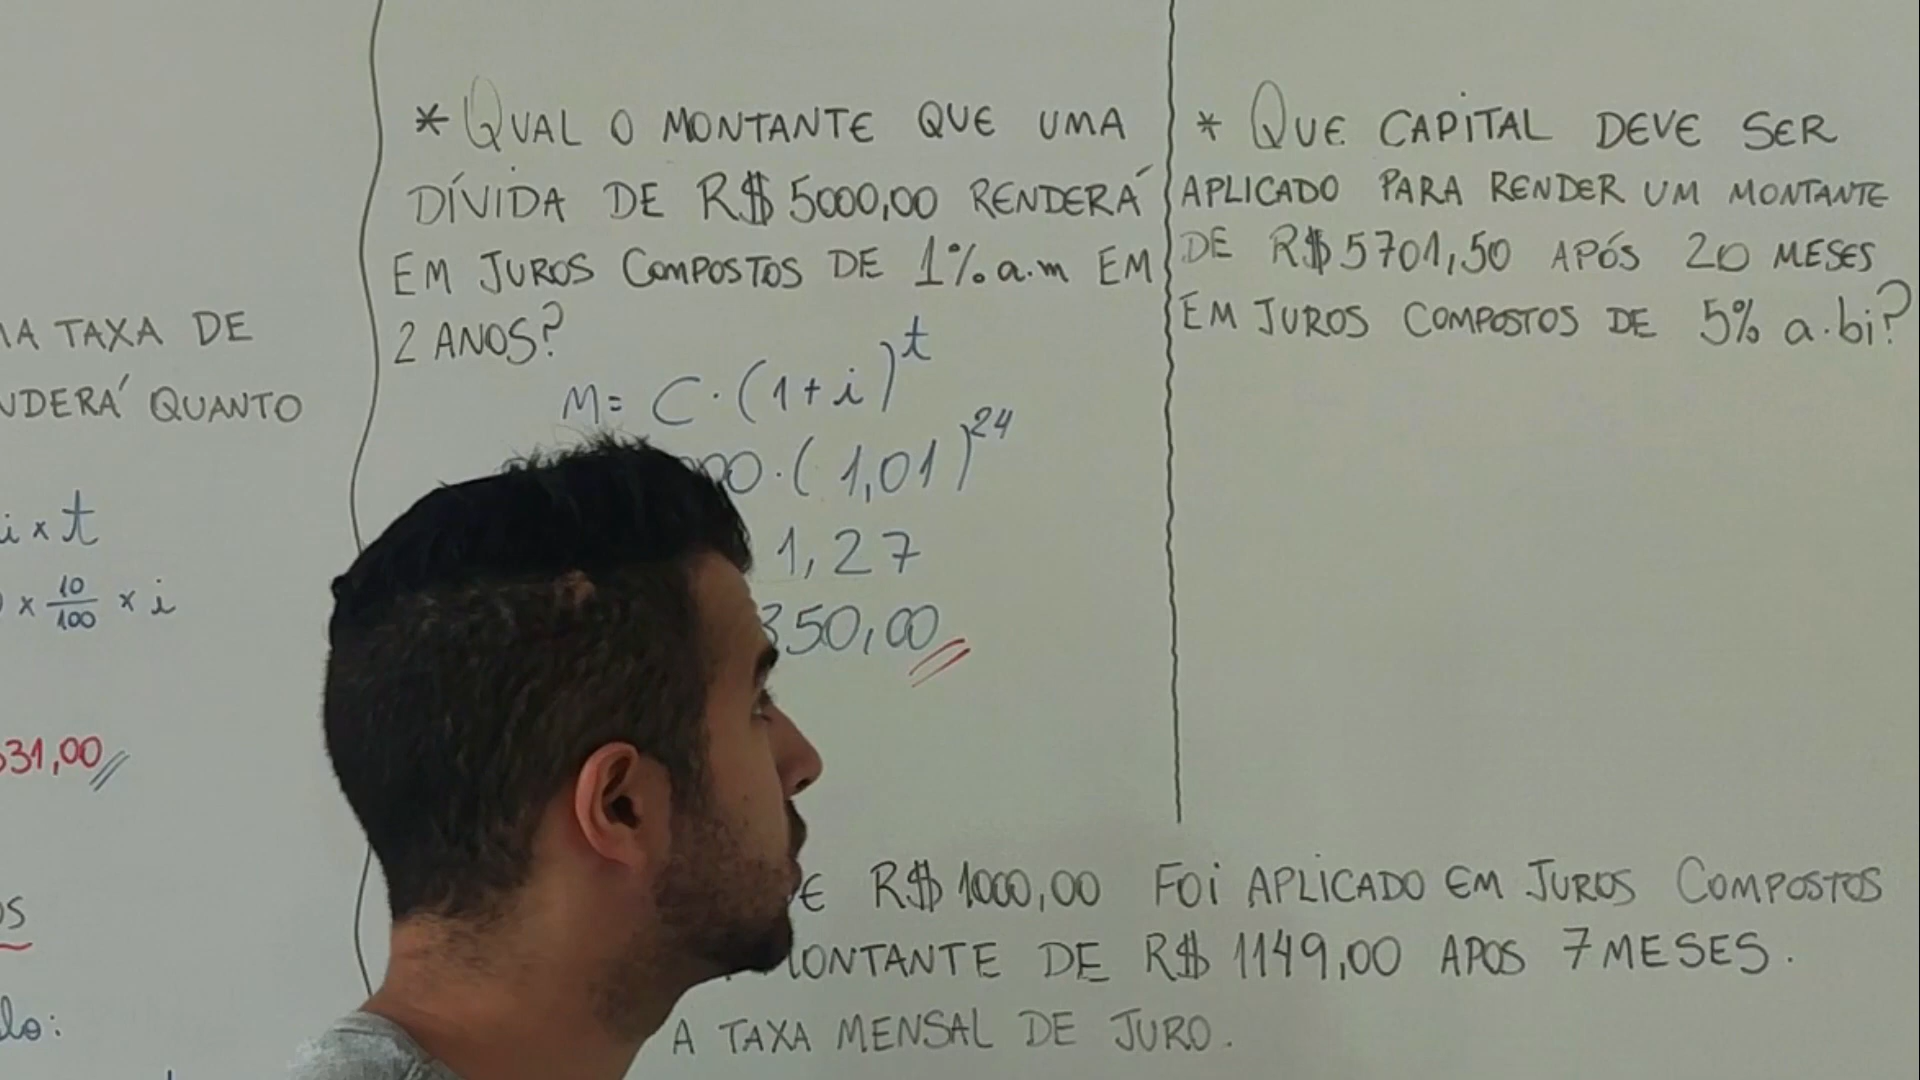 * QUAL O MONTANTE QUE UMA
DÍVIDA DE R$ 5000,00 RENDERÁ
EM JUROS COMPOSTOS DE 1% a.m EM
2 ANOS?
M= C·(1+i)^t
·(1,01)^24
1,27
350,00
* QUE CAPITAL DEVE SER
APLICADO PARA RENDER UM MONTANTE
DE R$5701,50 APÓS 20 MESES
EM JUROS COMPOSTOS DE 5% a.bi?
TAXA DE
QUANTO
i x t
x 10/100 x i
31,00
R$ 1000,00 FOI APLICADO EM JUROS COMPOSTOS
MONTANTE DE R$ 1149,00 APOS 7 MESES.
A TAXA MENSAL DE JURO.